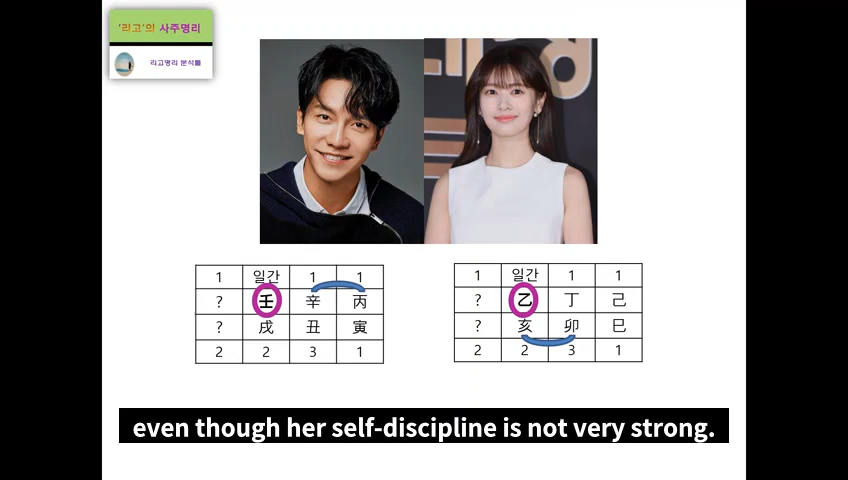 '리고'의 사주명리
리고명리 분석틀
1 일간 1 1
? 壬 辛 丙
? 戌 丑 寅
2 2 3 1
1 일간 1 1
? 乙 丁 己
? 亥 卯 巳
2 2 3 1
even though her self-discipline is not very strong.